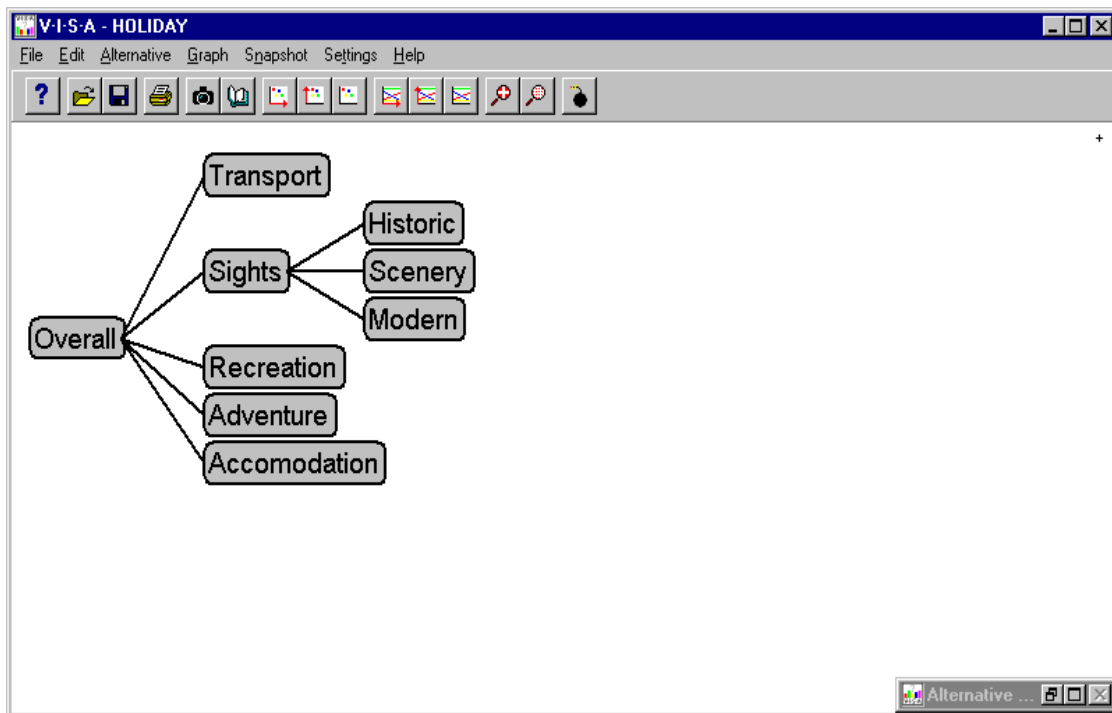 V·I·S·A - HOLIDAY
File Edit Alternative Graph Snapshot Settings Help
?
+
Transport
Historic
Sights
Scenery
Modern
Overall
Recreation
Adventure
Accomodation
Alternative ...